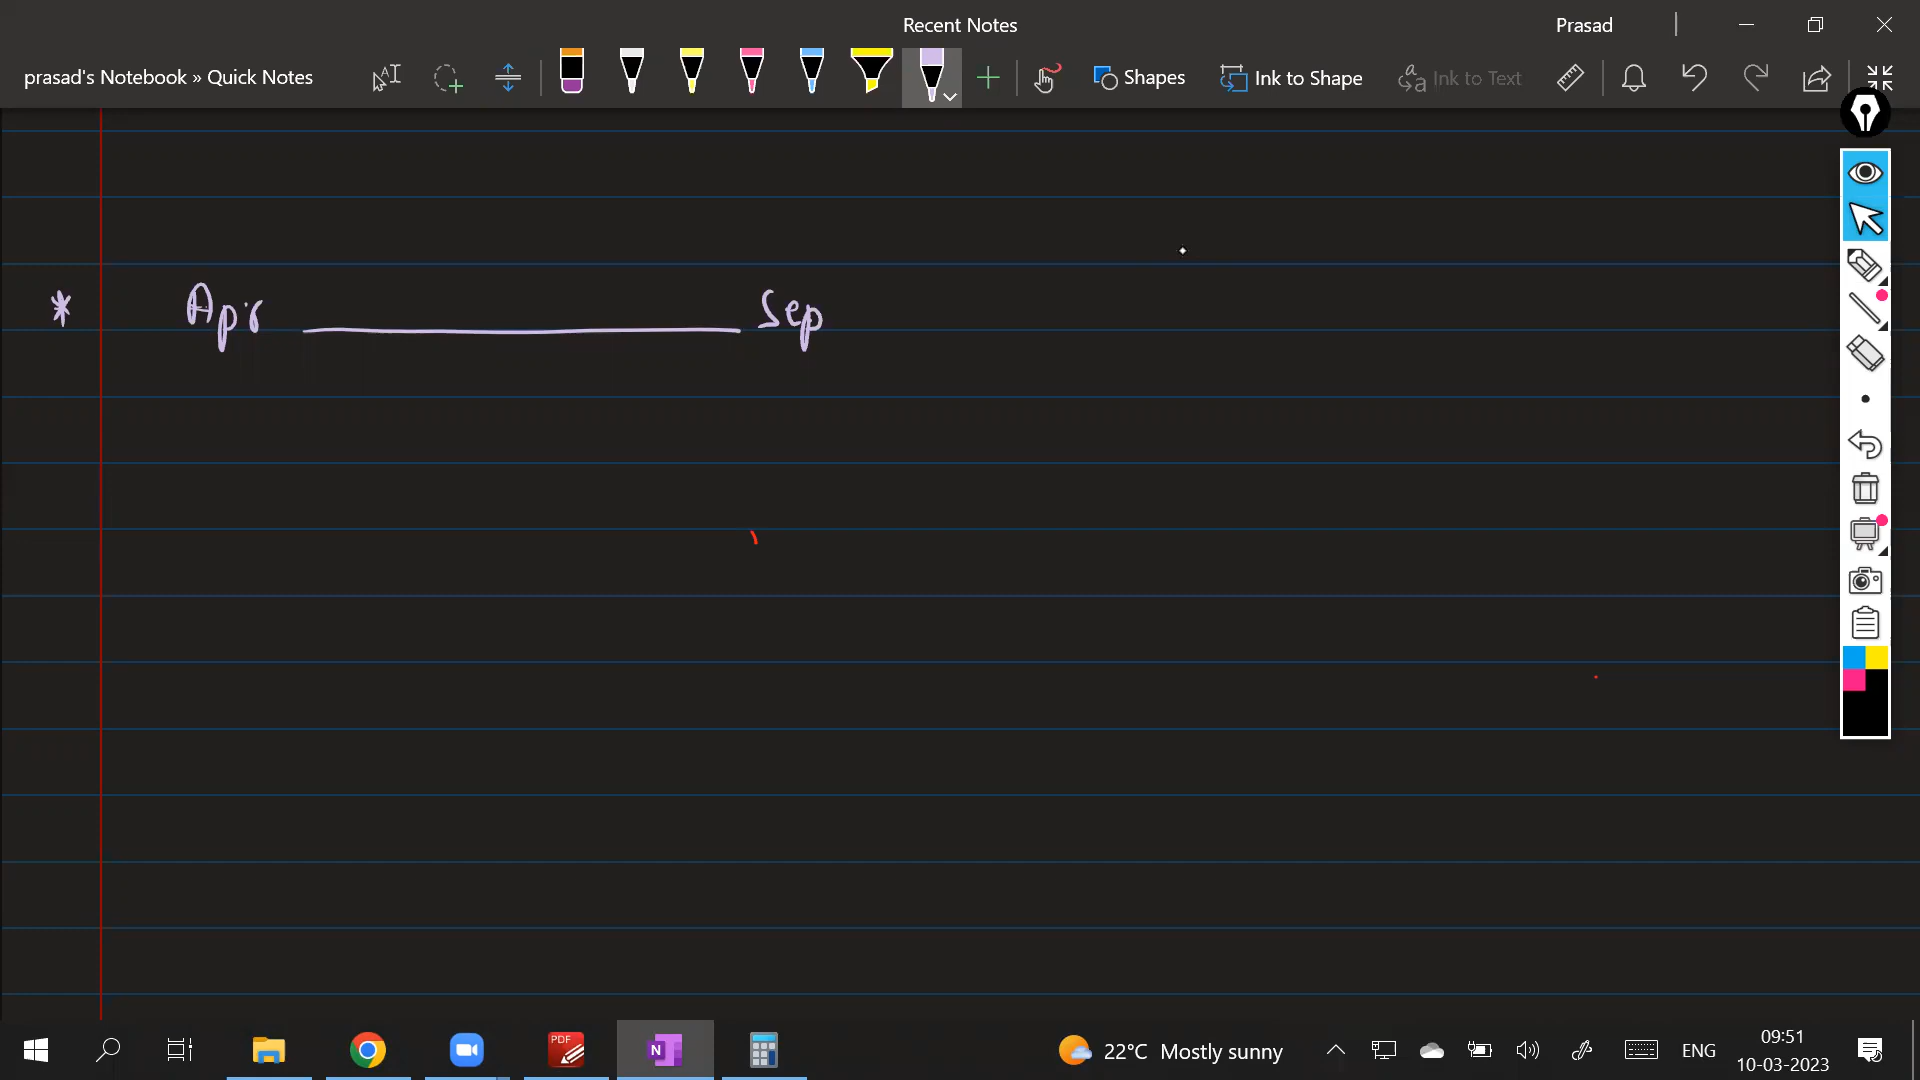 Recent Notes
Prasad
prasad's Notebook » Quick Notes
Shapes
Ink to Shape
Ink to Text
* Apr Sep
PDF
N
22°C Mostly sunny
ENG
09:51
10-03-2023